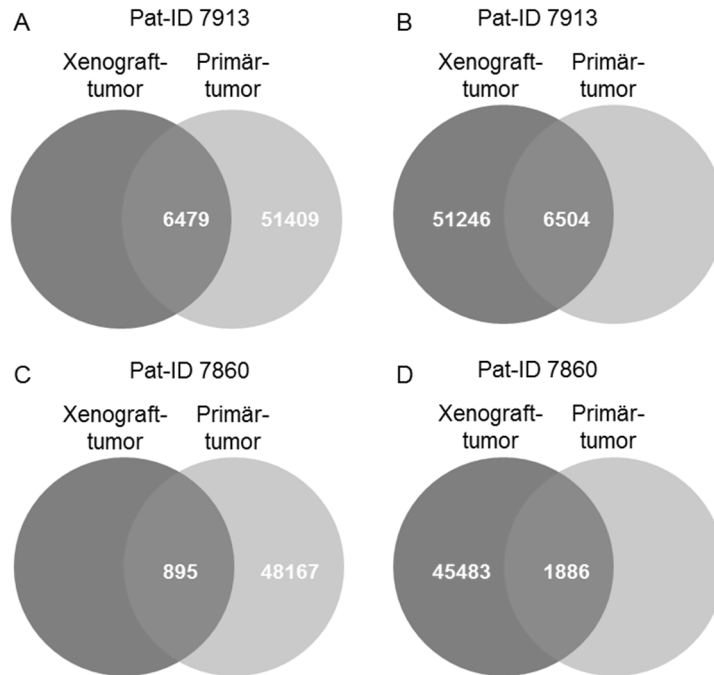 A
Pat-ID 7913
Xenograft-
tumor
Primär-
tumor
6479
51409
B
Pat-ID 7913
Xenograft-
tumor
Primär-
tumor
51246
6504
C
Pat-ID 7860
Xenograft-
tumor
Primär-
tumor
895
48167
D
Pat-ID 7860
Xenograft-
tumor
Primär-
tumor
45483
1886